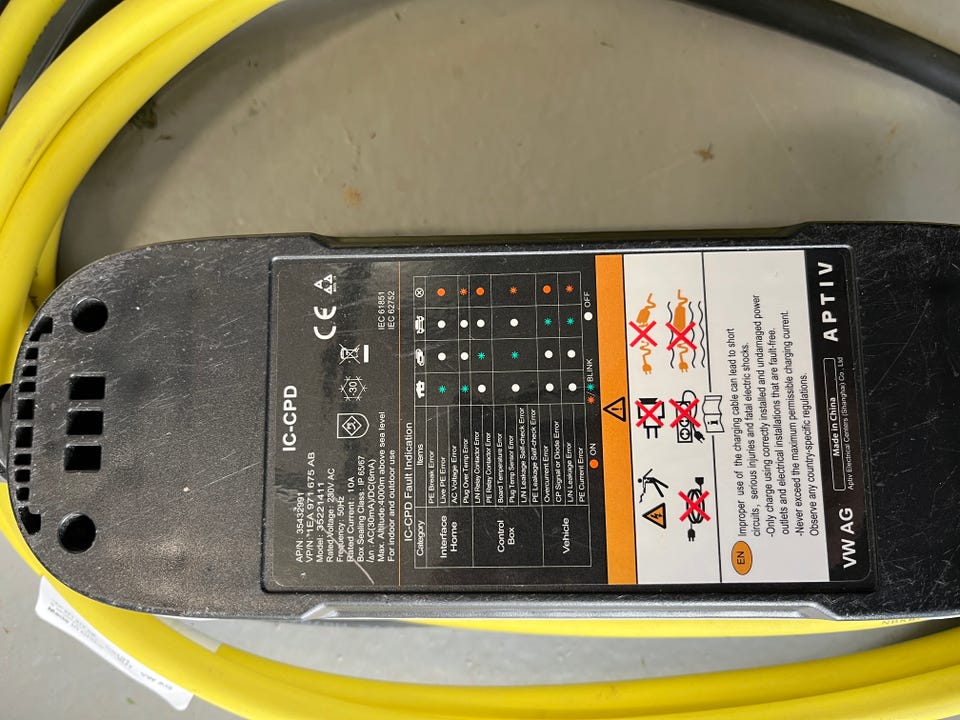 IC-CPD
AP/N: 35432991
VP/N: 1EA 971 675 AB
Model: 35221411
Rated Voltage: 230V AC
Frequency: 50Hz
Rated Current: 10A
Box Sealing Class: IP55/67
I∆n : AC(30mA)/DC(6mA)
Max. Altitude:4000m above sea level
For indoor and outdoor use
CE
-30
IEC 61851
IEC 62752
IC-CPD Fault Indication
Category Items
Interface Home
PE Break Error
Live PE Error
AC Voltage Error
Plug Over Temp Error
Control Box
L/N Relay Contactor Error
PE Relay Contactor Error
Board Temperature Error
Plug Temp Sensor Error
L/N Leakage Self-check Error
PE Leakage Self-check Error
Vehicle
Overcurrent Error
CP Signal or Diode Error
L/N Leakage Error
PE Current Error
ON / BLINK OFF
EN
Improper use of the charging cable can lead to short
circuits, serious injuries and fatal electric shocks.
-Only charge using correctly installed and undamaged power
outlets and electrical installations that are fault-free.
-Never exceed the maximum permissible charging current.
Observe any country-specific regulations.
VW AG
Made in China
Aptiv Electrical Centers (Shanghai) Co., Ltd
APTIV